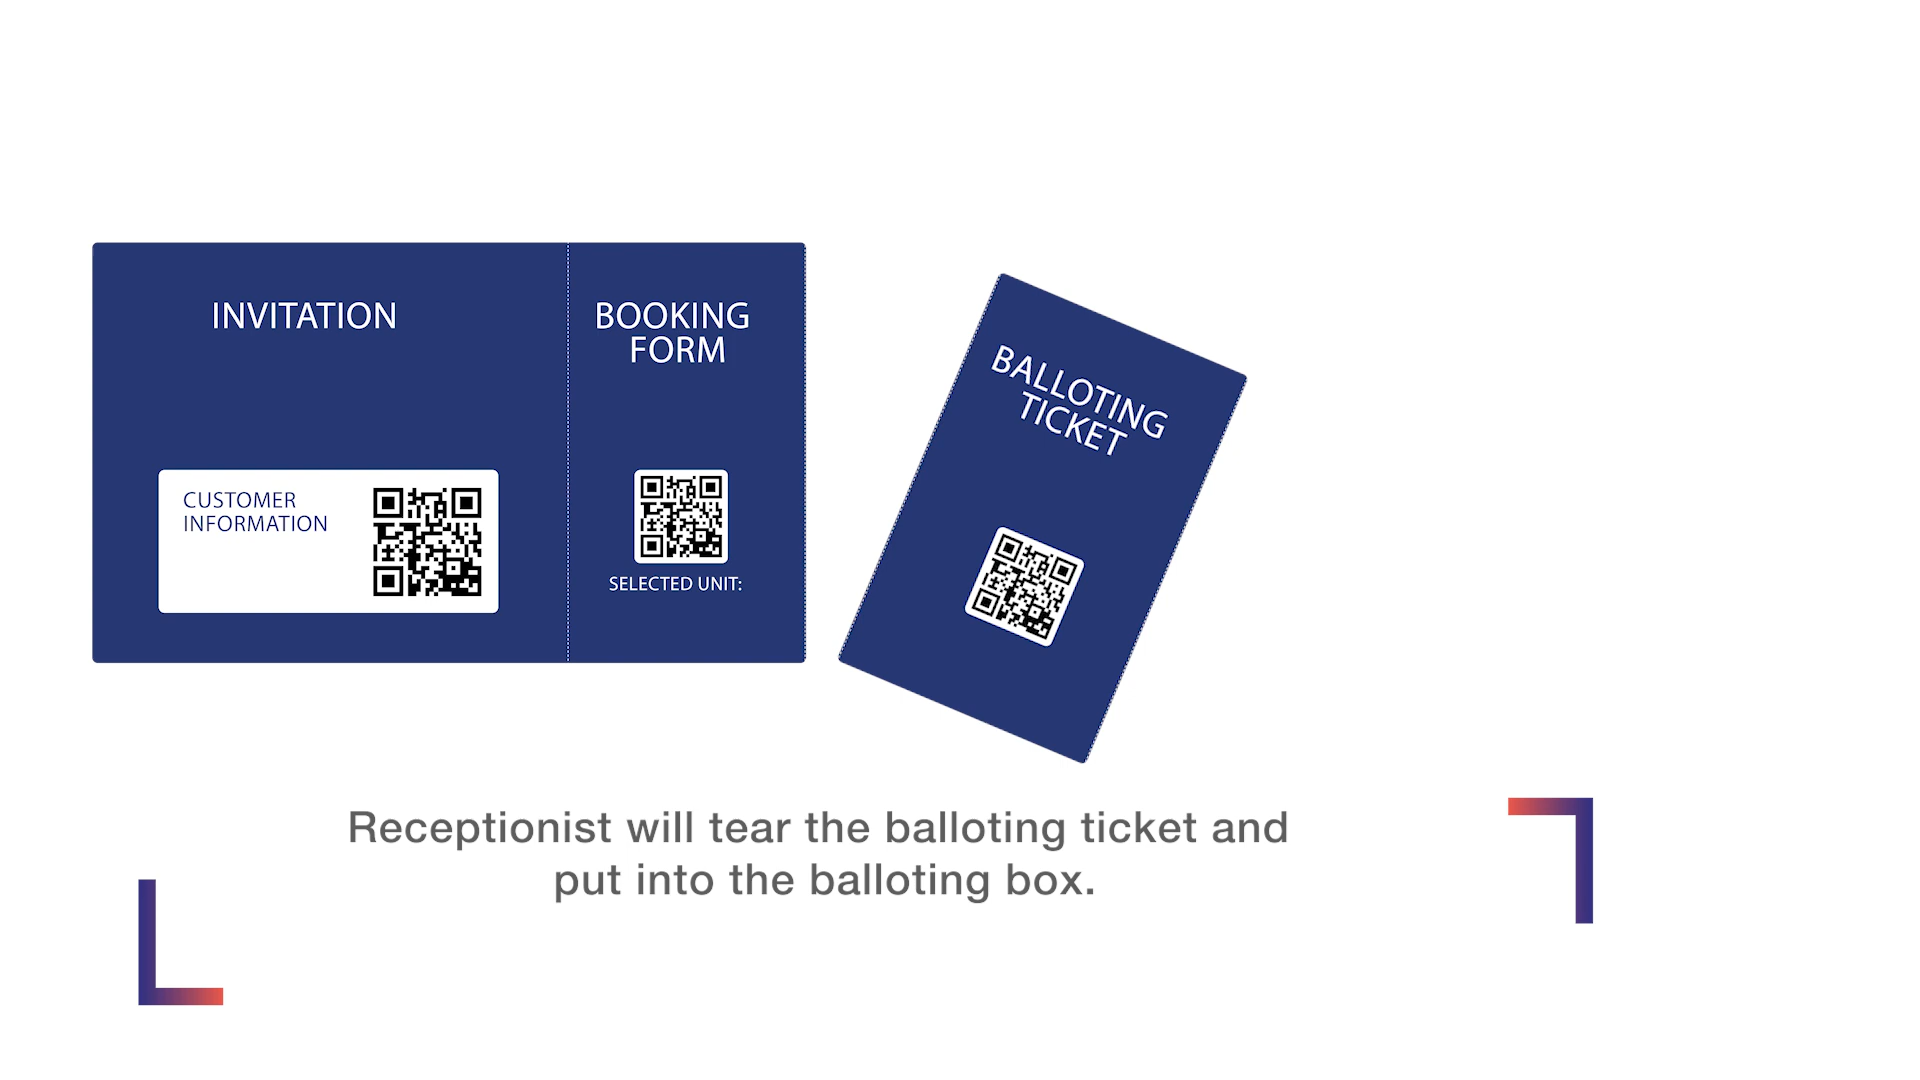 INVITATION
BOOKING
FORM
CUSTOMER
INFORMATION
SELECTED UNIT:
BALLOTING
TICKET
Receptionist will tear the balloting ticket and
put into the balloting box.